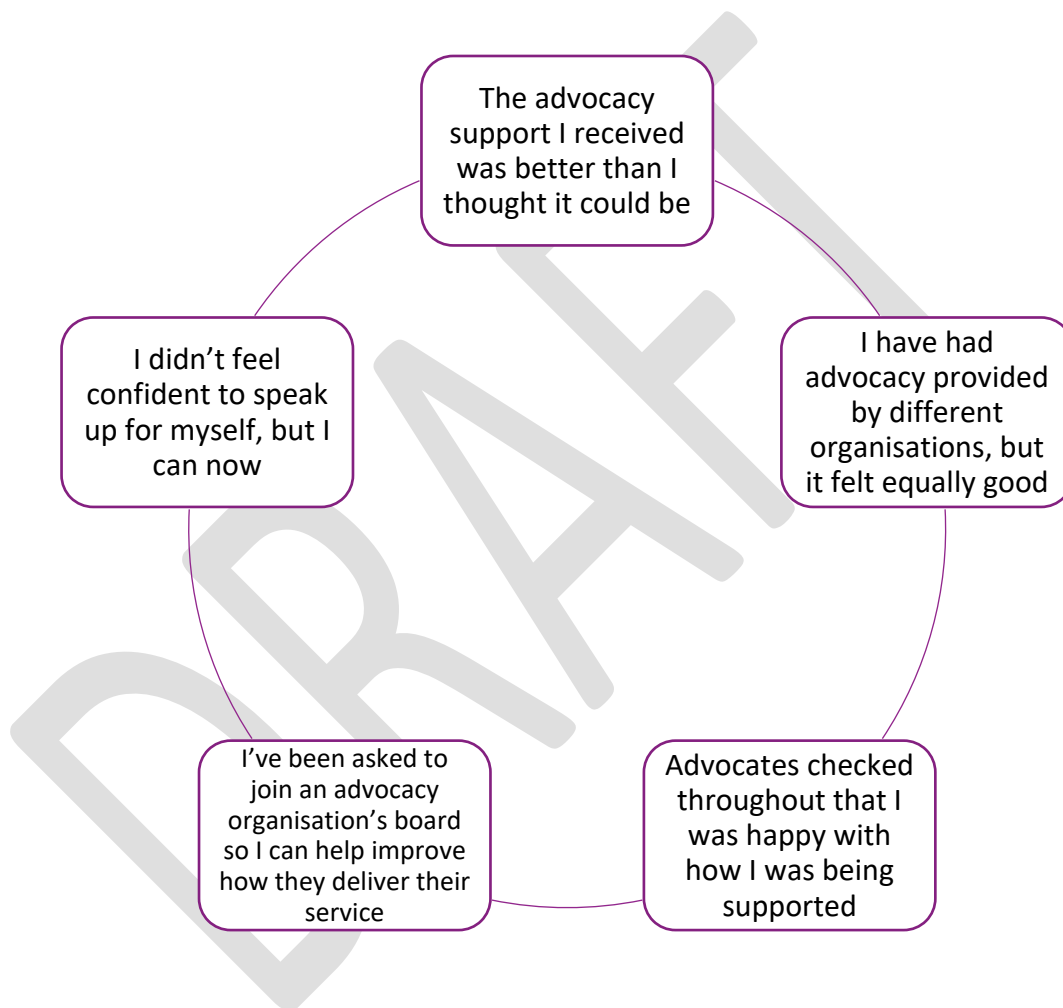 The advocacy
support I received
was better than I
thought it could be
I have had
advocacy provided
by different
organisations, but
it felt equally good
Advocates checked
throughout that I
was happy with
how I was being
supported
I’ve been asked to
join an advocacy
organisation’s board
so I can help improve
how they deliver their
service
I didn’t feel
confident to speak
up for myself, but I
can now
DRAFT